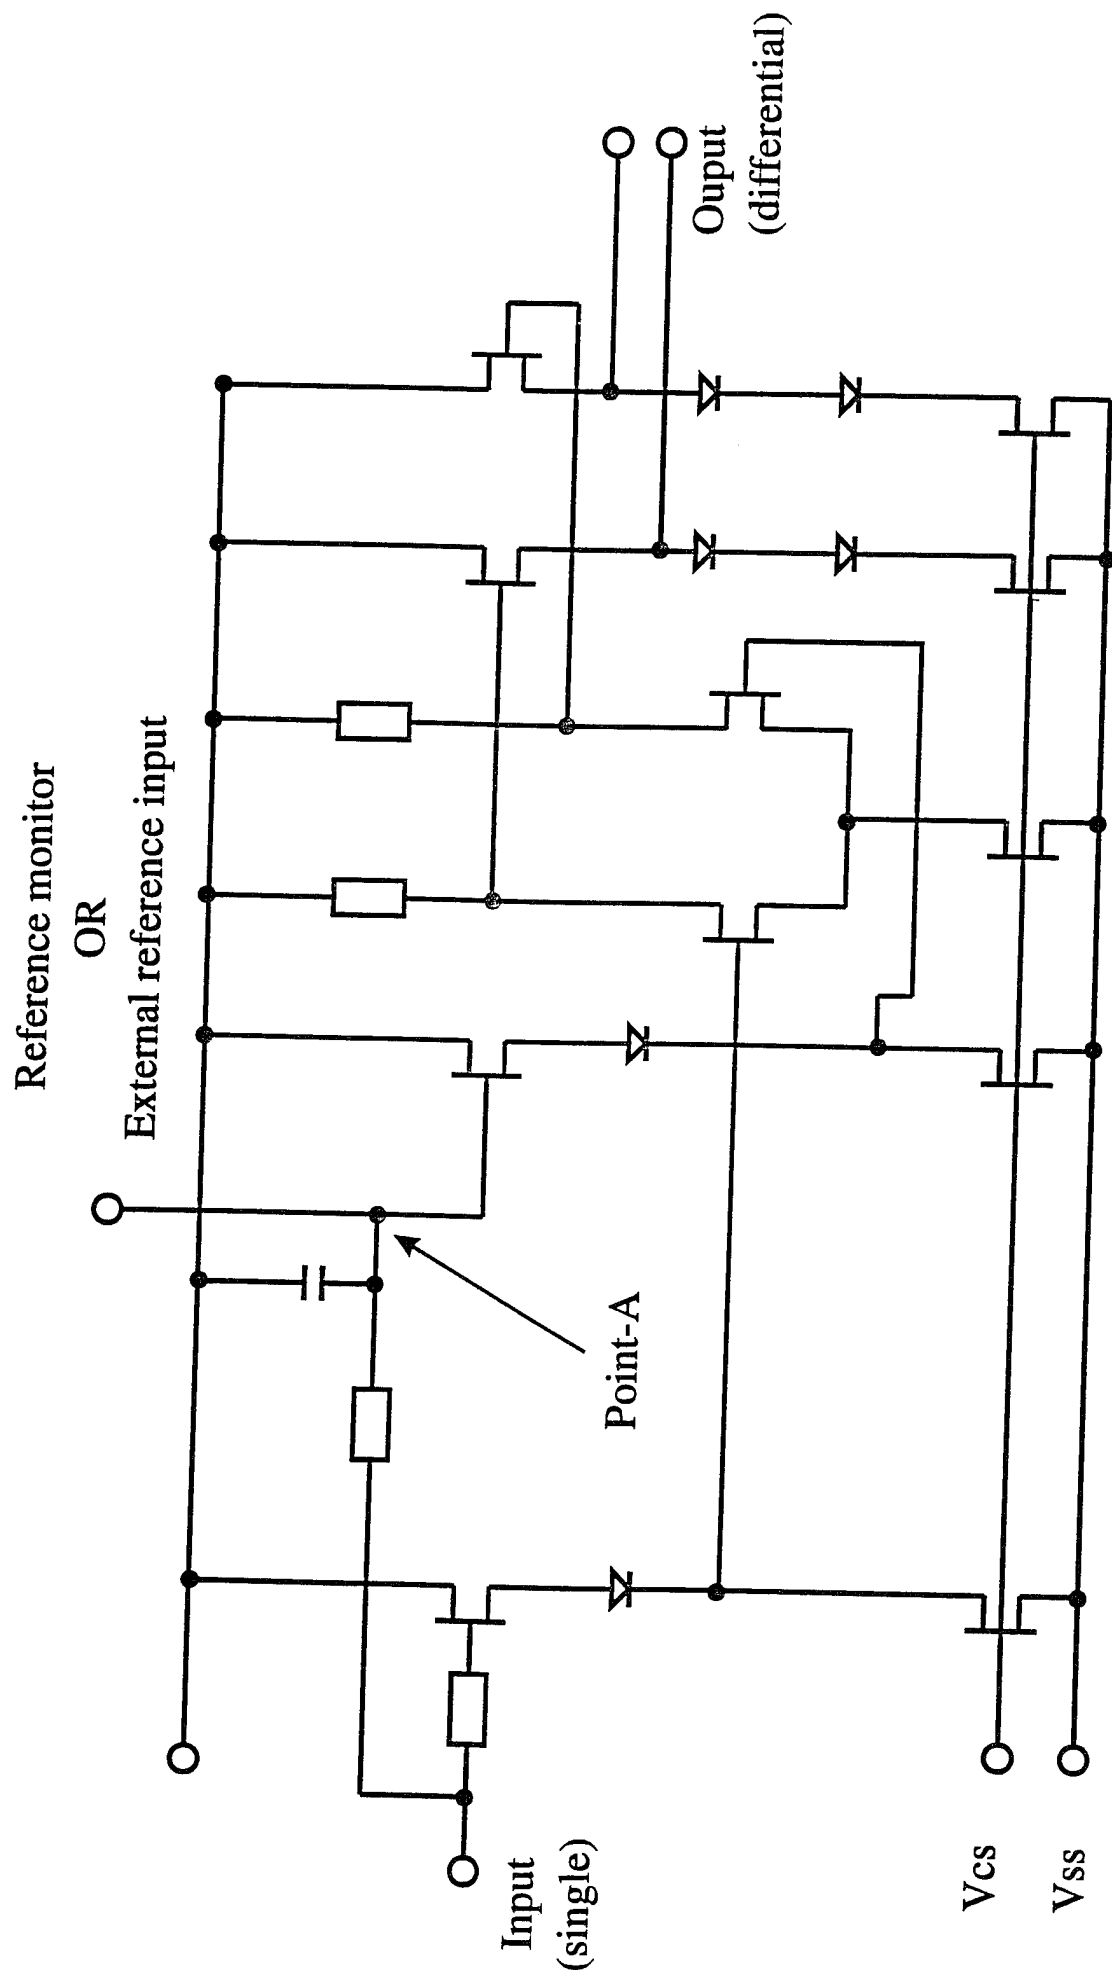 Reference monitor
OR
External reference input
Point-A
Input
(single)
Ouput
(differential)
Vcs
Vss